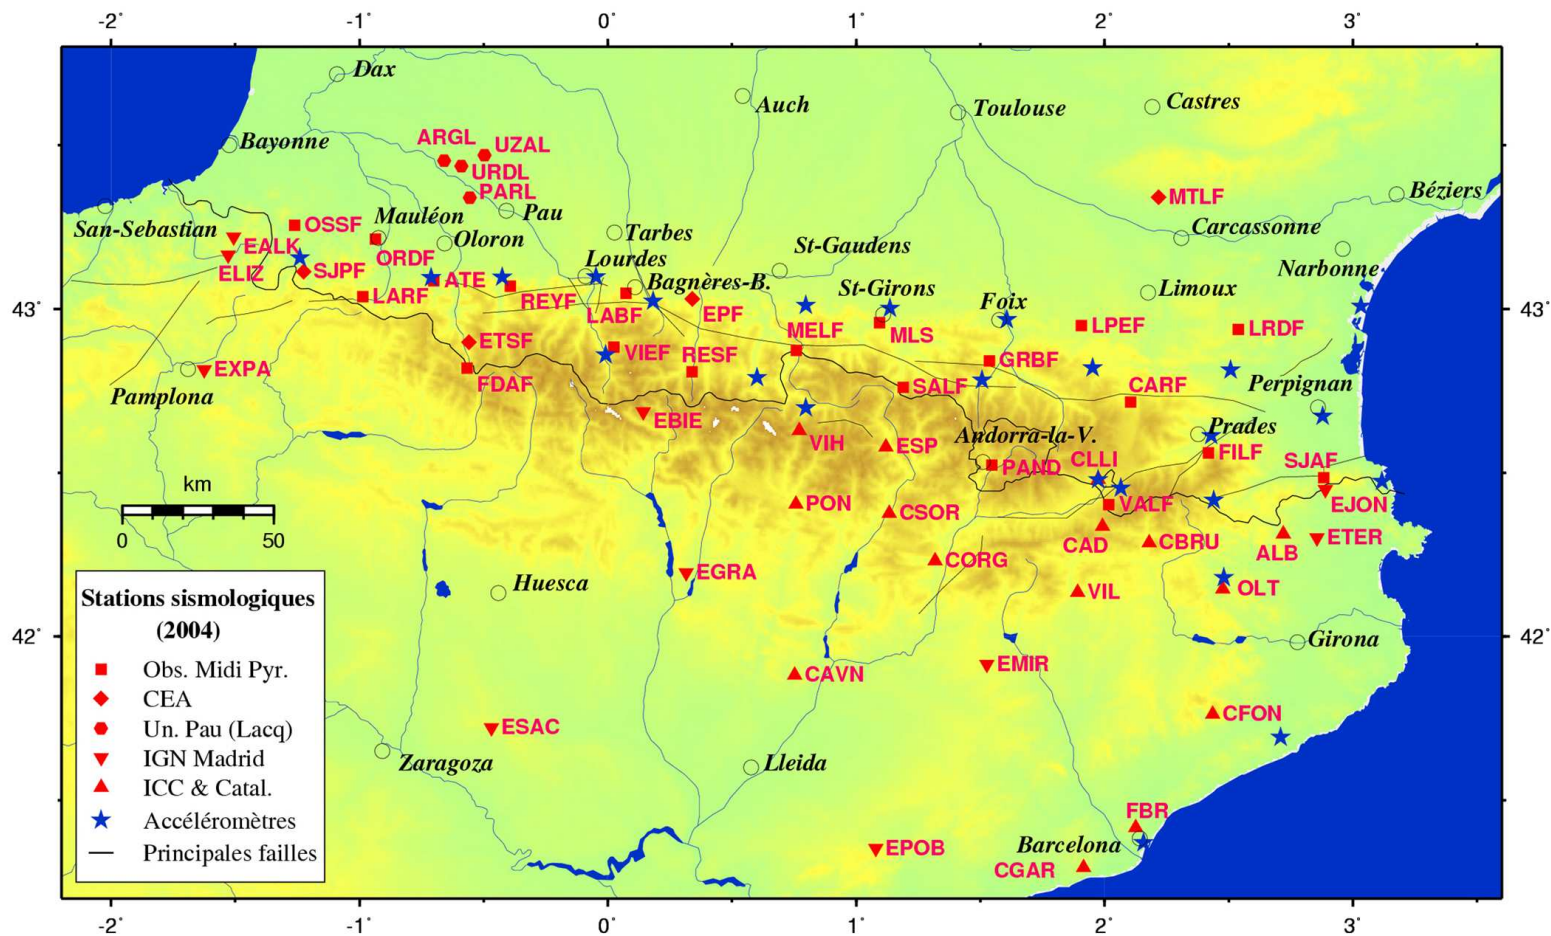 -2° -1° 0° 1° 2° 3°
Dax
Auch
Castres
Toulouse
Bayonne
ARGL
UZAL
URDL
PARL
MTLF
Béziers
Pau
Mauléon
San-Sebastian
OSSF
EALK
Oloron
Tarbes
St-Gaudens
Carcassonne
ELIZ
SJPF
ORDF
Lourdes
Narbonne
ATE
Bagnères-B.
St-Girons
Limoux
LARF
REYF
LABF
EPF
Foix
43°
43°
MELF
MLS
LPEF
LRDF
ETSF
VIEF
RESF
GRBF
EXPA
FDAF
SALF
CARF
Perpignan
Pamplona
EBIE
VIH
ESP
Andorra-la-V.
Prades
PAND
CLLI
FILF
SJAF
km
0 50
PON
CSOR
VALF
EJON
CAD
CBRU
ALB
ETER
CORG
EGRA
Huesca
VIL
OLT
42°
42°
Girona
EMIR
CAVN
CFON
ESAC
Zaragoza
Lleida
FBR
Barcelona
EPOB
CGAR
Stations sismologiques
(2004)
Obs. Midi Pyr.
CEA
Un. Pau (Lacq)
IGN Madrid
ICC & Catal.
Accéléromètres
Principales failles
-2° -1° 0° 1° 2° 3°